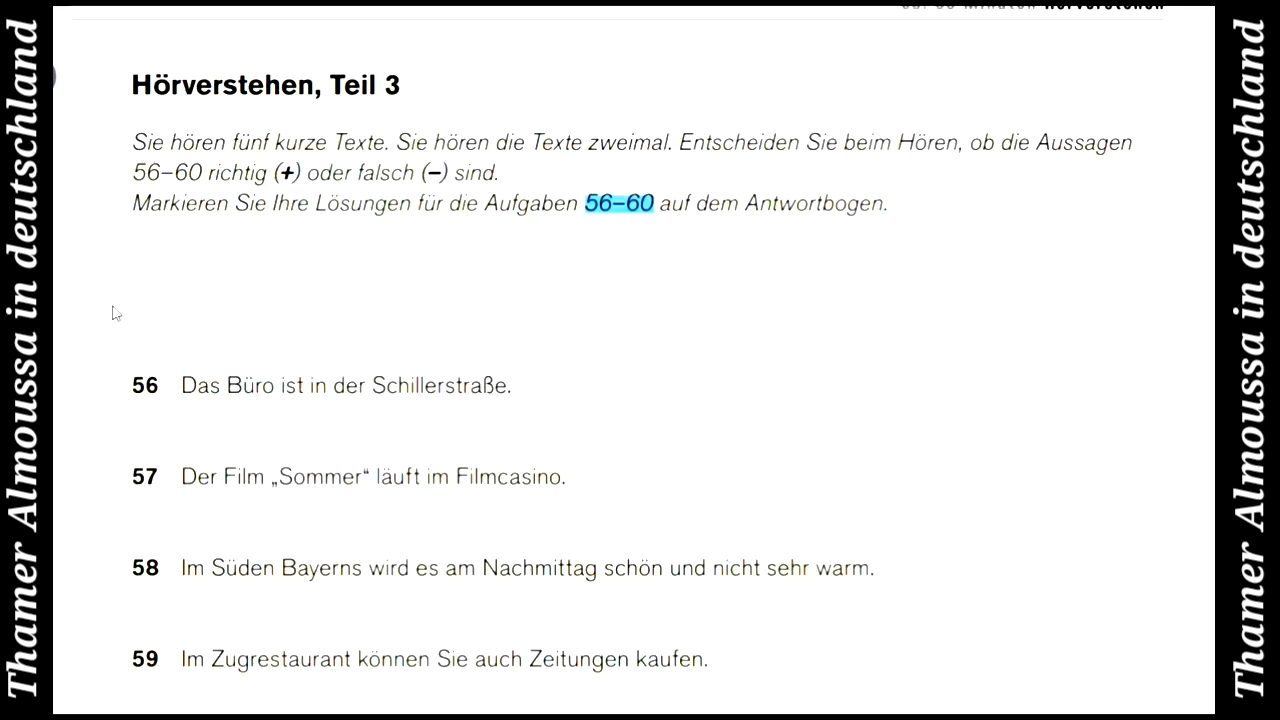 Thamer Almoussa in deutschland
Hörverstehen
Hörverstehen, Teil 3
Sie hören fünf kurze Texte. Sie hören die Texte zweimal. Entscheiden Sie beim Hören, ob die Aussagen
56–60 richtig (+) oder falsch (–) sind.
Markieren Sie Ihre Lösungen für die Aufgaben 56–60 auf dem Antwortbogen.
56 Das Büro ist in der Schillerstraße.
57 Der Film „Sommer“ läuft im Filmcasino.
58 Im Süden Bayerns wird es am Nachmittag schön und nicht sehr warm.
59 Im Zugrestaurant können Sie auch Zeitungen kaufen.
Thamer Almoussa in deutschland